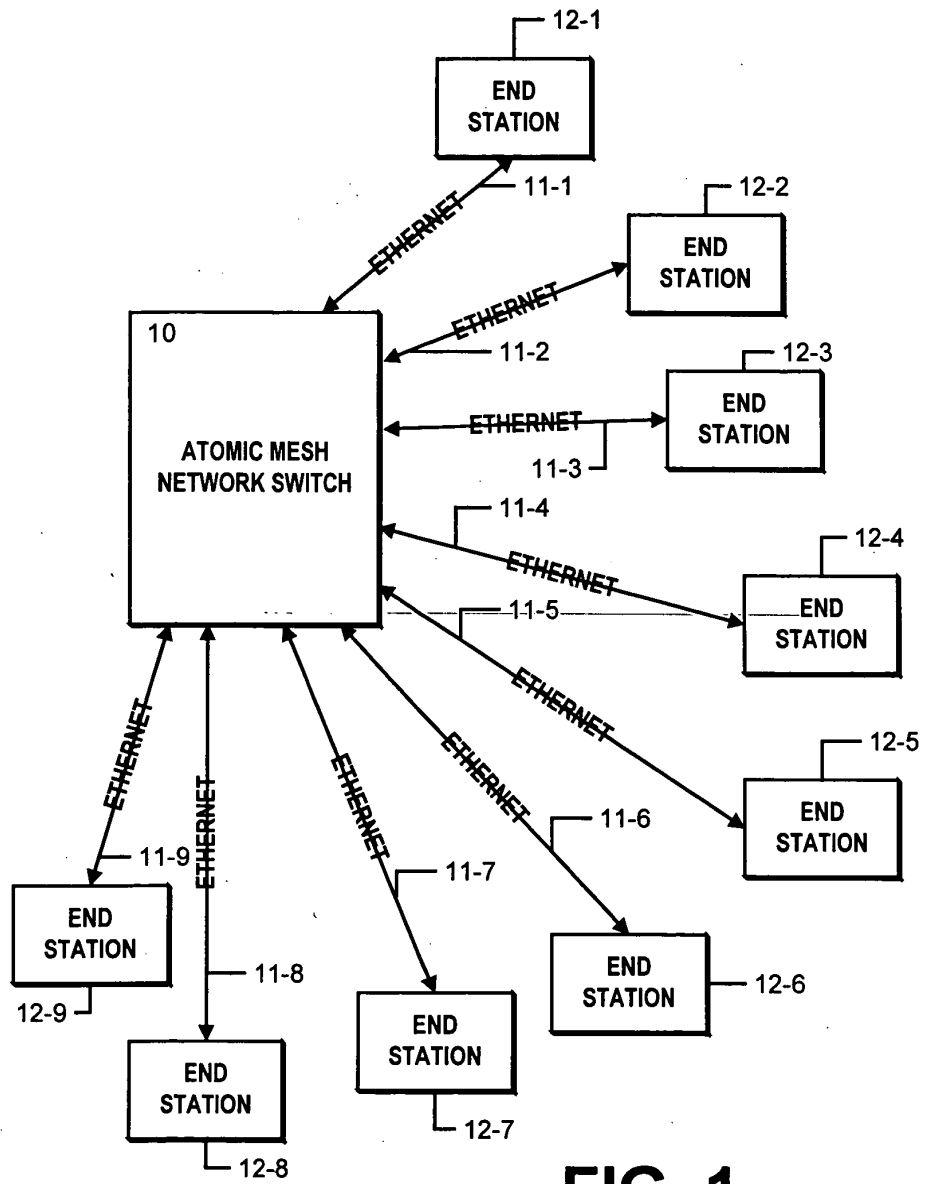 12-1
END
STATION
11-1
ETHERNET
12-2
END
STATION
ETHERNET
11-2
12-3
END
STATION
ETHERNET
11-3
10
ATOMIC MESH
NETWORK SWITCH
11-4
ETHERNET
12-4
END
STATION
11-5
ETHERNET
12-5
END
STATION
ETHERNET
11-6
END
STATION
12-6
ETHERNET
11-7
END
STATION
12-7
ETHERNET
11-8
END
STATION
12-8
ETHERNET
11-9
END
STATION
12-9
FIG. 1